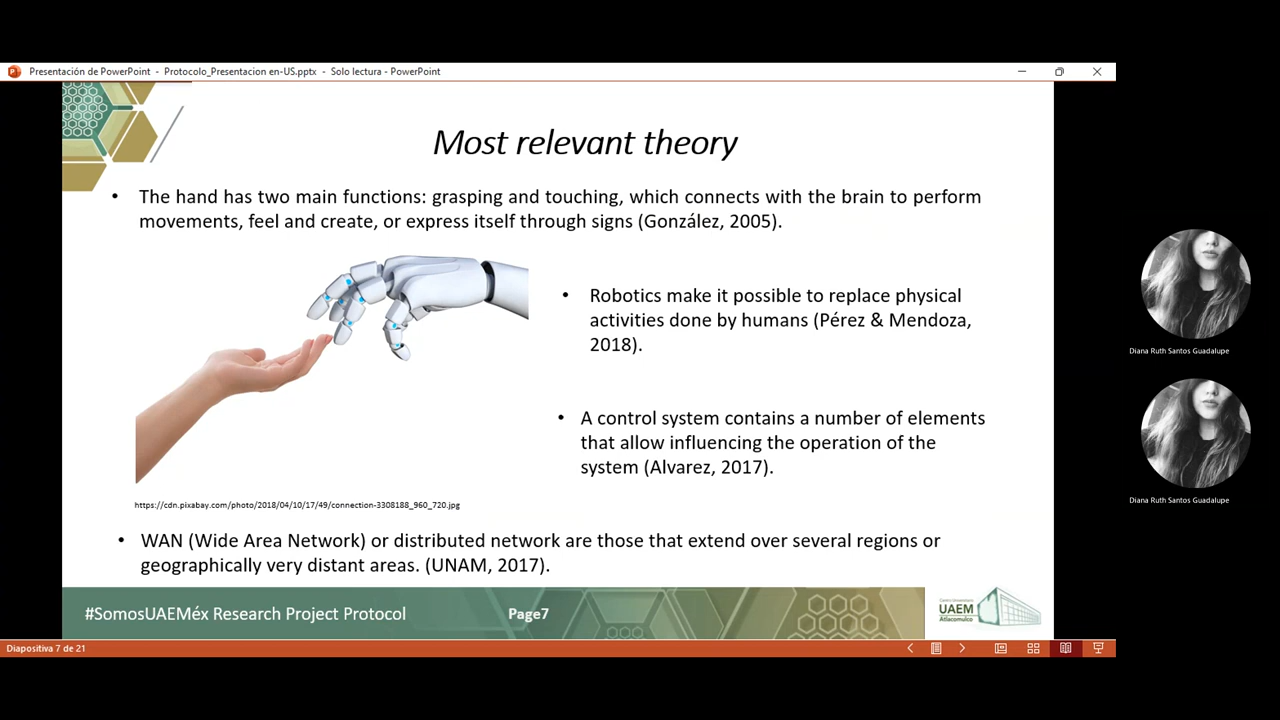 Presentación de PowerPoint - Protocolo_Presentacion en-US.pptx - Solo lectura - PowerPoint
Most relevant theory
• The hand has two main functions: grasping and touching, which connects with the brain to perform
movements, feel and create, or express itself through signs (González, 2005).
• Robotics make it possible to replace physical
activities done by humans (Pérez & Mendoza,
2018).
• A control system contains a number of elements
that allow influencing the operation of the
system (Alvarez, 2017).
https://cdn.pixabay.com/photo/2018/04/10/17/49/connection-3308188_960_720.jpg
• WAN (Wide Area Network) or distributed network are those that extend over several regions or
geographically very distant areas. (UNAM, 2017).
#SomosUAEMéx Research Project Protocol
Page7
Centro Universitario
UAEM
Atlacomulco
Diapositiva 7 de 21
Diana Ruth Santos Guadalupe
Diana Ruth Santos Guadalupe